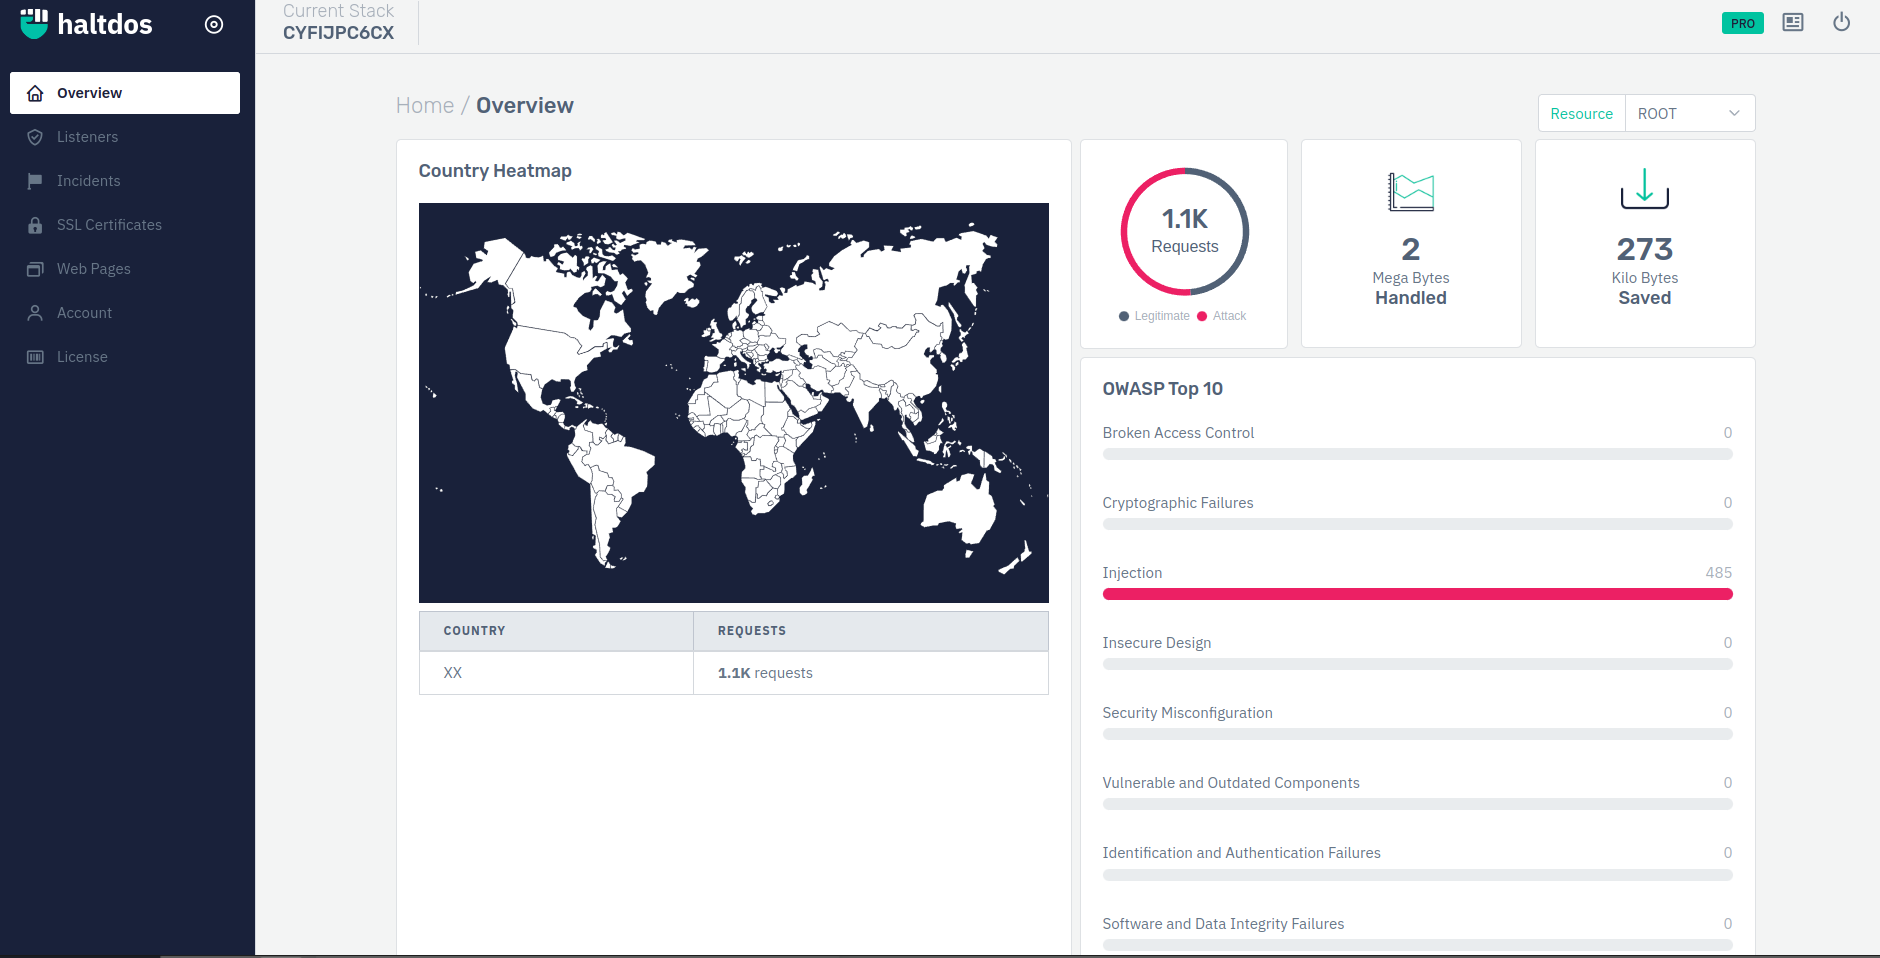 haltdos
Current Stack
CYFIJPC6CX
PRO
Overview
Listeners
Incidents
SSL Certificates
Web Pages
Account
License
Home / Overview
Resource
ROOT
Country Heatmap
COUNTRY
REQUESTS
XX
1.1K requests
1.1K
Requests
Legitimate
Attack
2
Mega Bytes
Handled
273
Kilo Bytes
Saved
OWASP Top 10
Broken Access Control
0
Cryptographic Failures
0
Injection
485
Insecure Design
0
Security Misconfiguration
0
Vulnerable and Outdated Components
0
Identification and Authentication Failures
0
Software and Data Integrity Failures
0